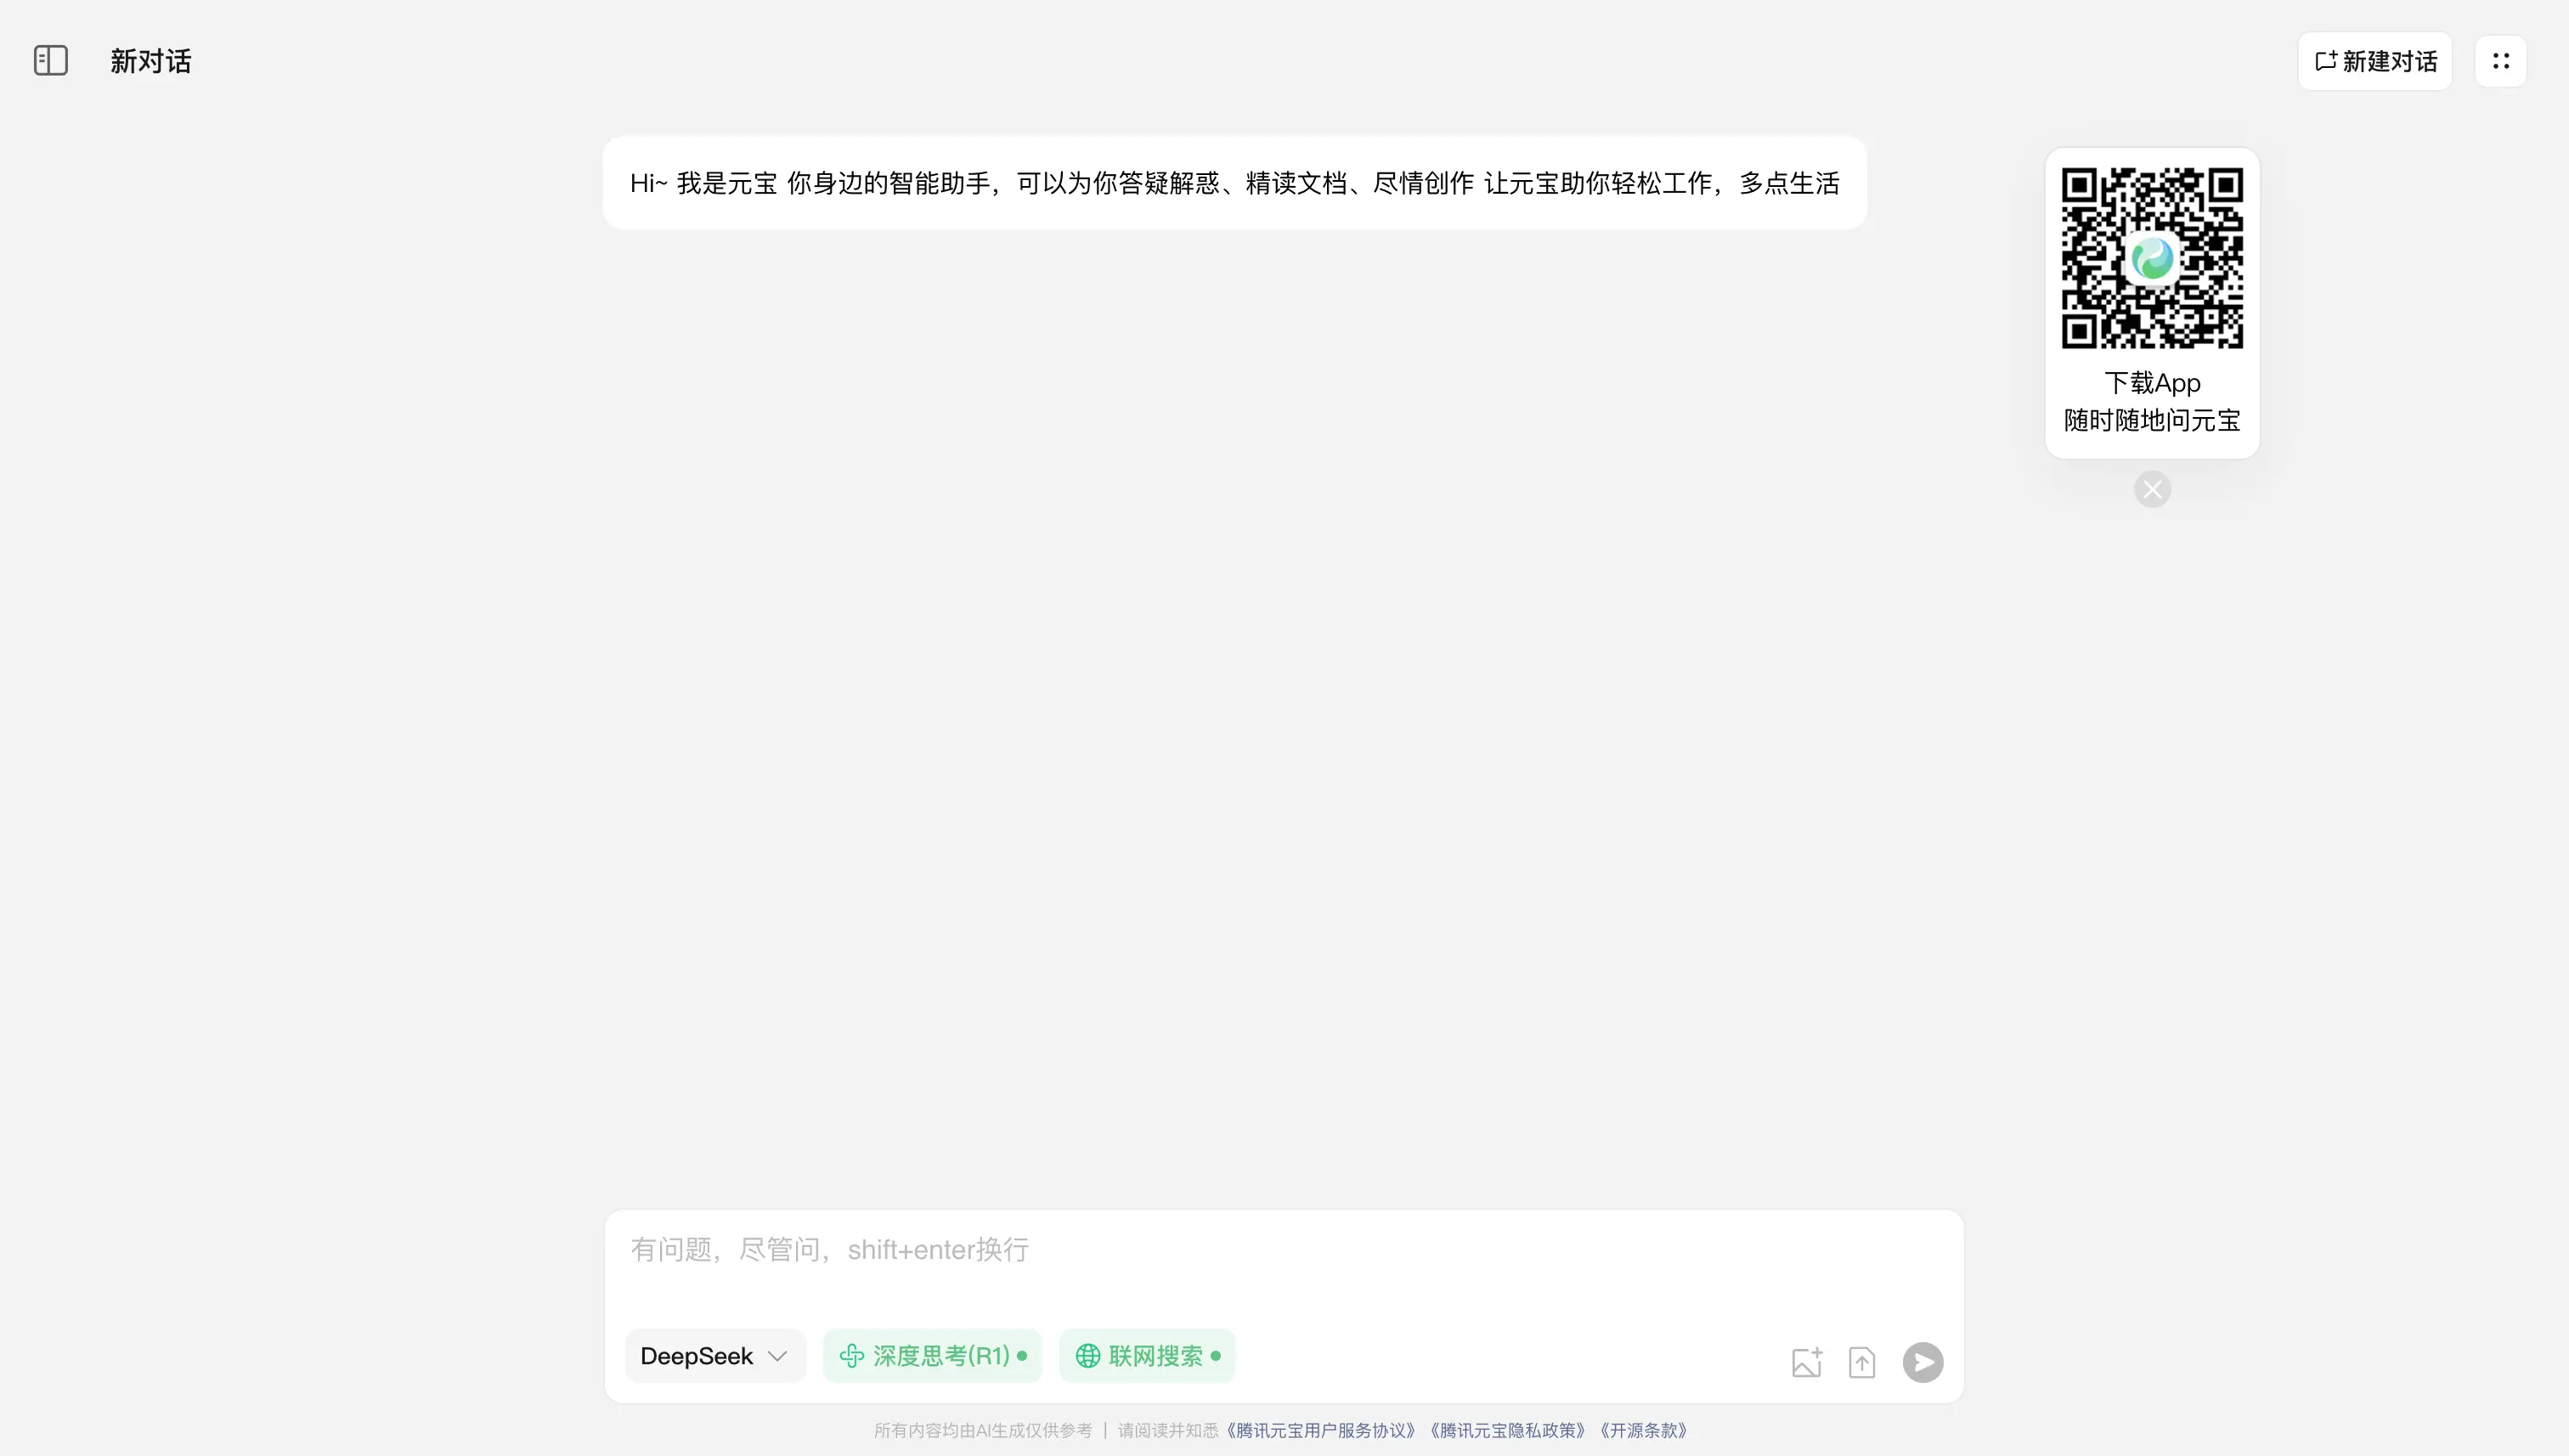 新对话
新建对话
Hi~ 我是元宝 你身边的智能助手，可以为你答疑解惑、精读文档、尽情创作 让元宝助你轻松工作，多点生活
下载App
随时随地问元宝
有问题，尽管问，shift+enter换行
DeepSeek 深度思考(R1) 联网搜索
所有内容均由AI生成仅供参考 | 请阅读并知悉《腾讯元宝用户服务协议》《腾讯元宝隐私政策》《开源条款》